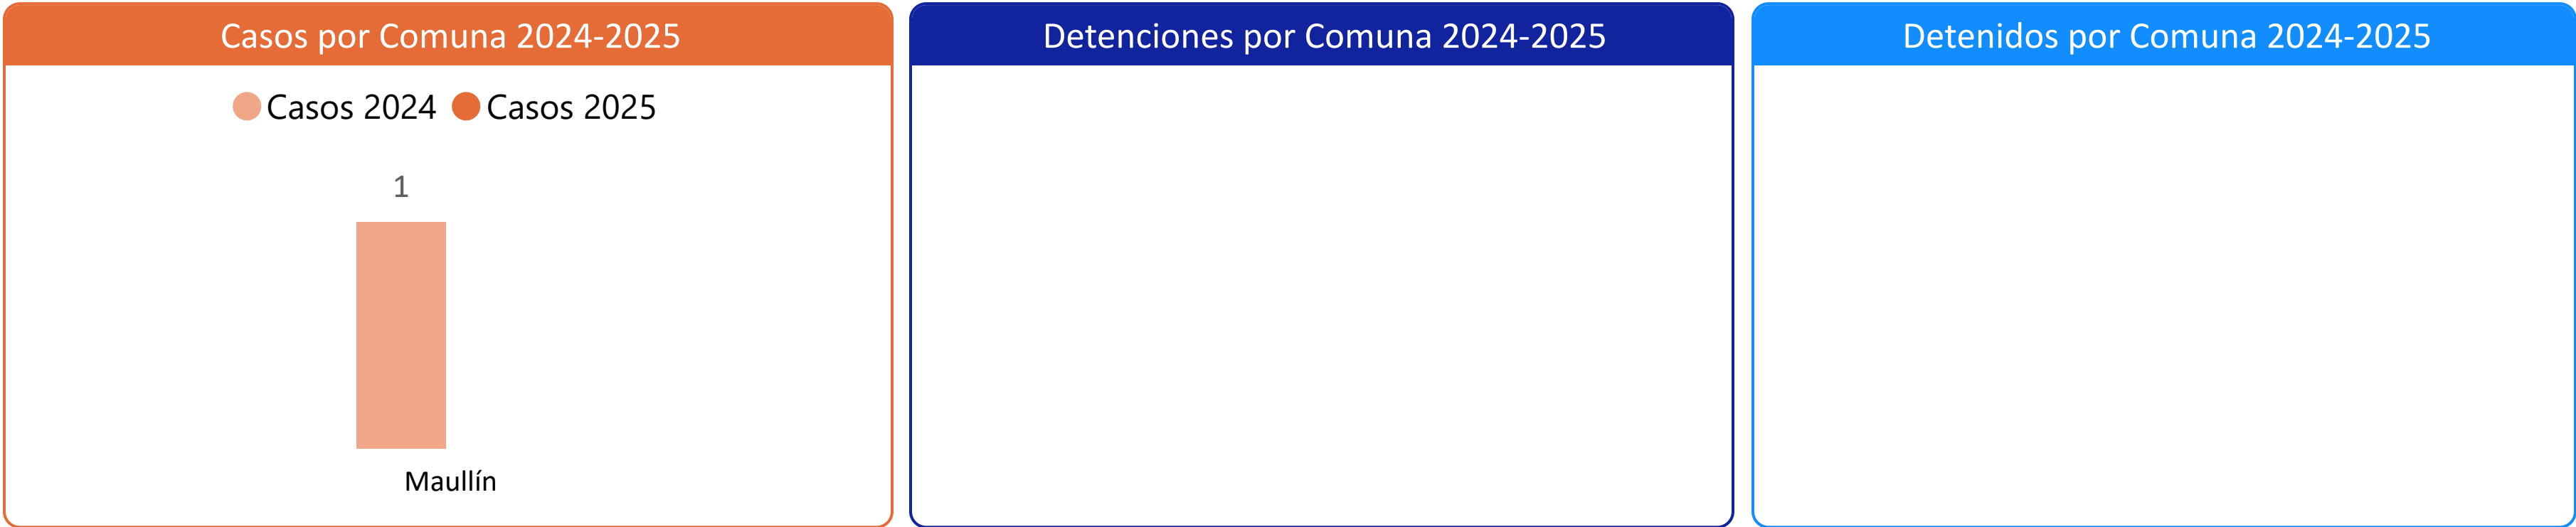 Casos por Comuna 2024-2025
Casos 2024 Casos 2025
1
Maullín
Detenciones por Comuna 2024-2025
Detenidos por Comuna 2024-2025